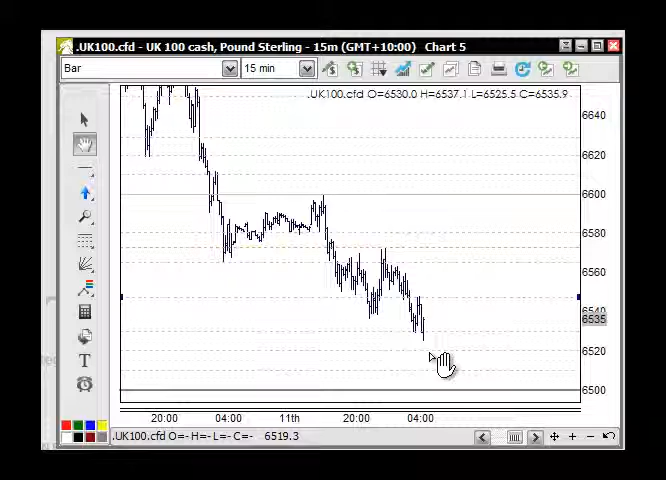 .UK100.cfd - UK 100 cash, Pound Sterling - 15m (GMT+10:00) Chart 5
Bar 15 min
.UK100.cfd O=6530.0 H=6537.1 L=6525.5 C=6535.9
6640
6620
6600
6580
6560
6540
6535
6520
6500
T
20:00 04:00 11th 20:00 04:00
.UK100.cfd O=- H=- L=- C=- 6519.3